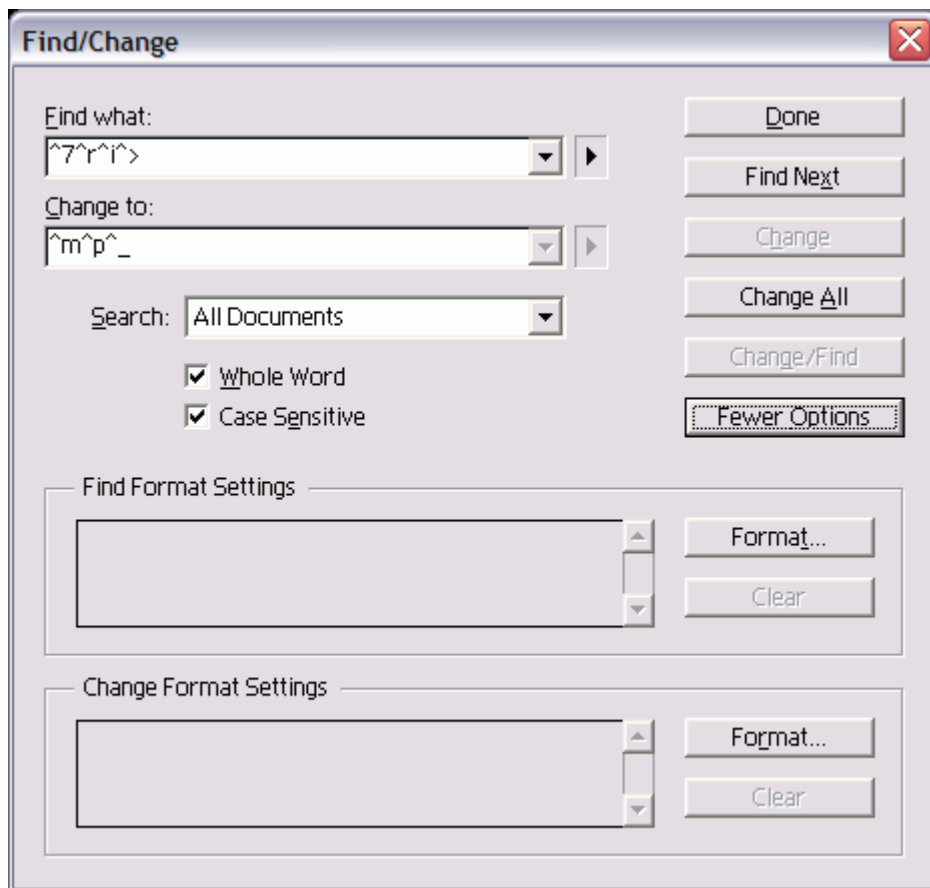 Find/Change
Find what:
^7^r^i^>
Change to:
^m^p^_
Search: All Documents
Whole Word
Case Sensitive
Done
Find Next
Change
Change All
Change/Find
Fewer Options
Find Format Settings
Format...
Clear
Change Format Settings
Format...
Clear